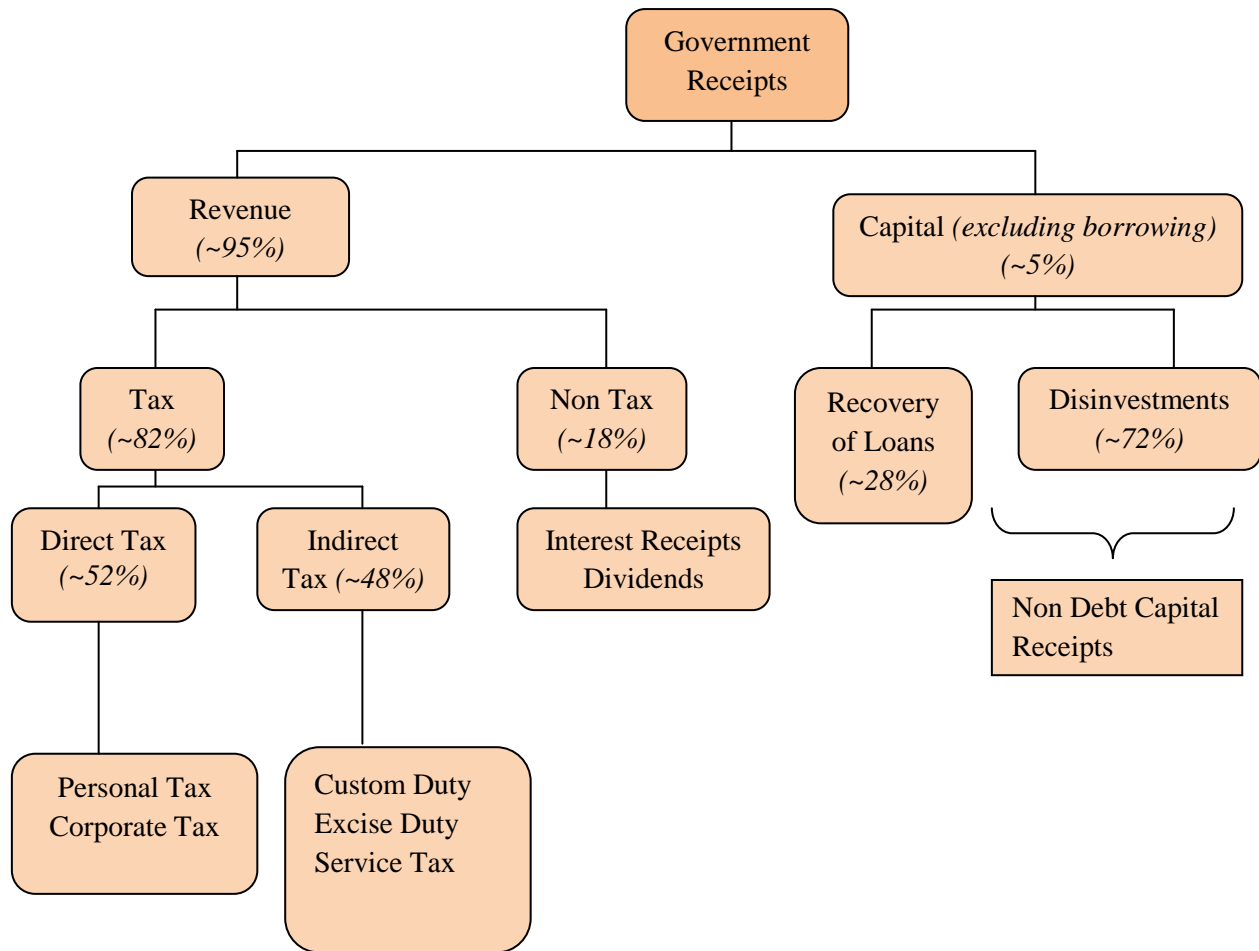 Government
Receipts
Revenue
(~95%)
Capital (excluding borrowing)
(~5%)
Tax
(~82%)
Non Tax
(~18%)
Recovery
of Loans
(~28%)
Disinvestments
(~72%)
Direct Tax
(~52%)
Indirect
Tax (~48%)
Interest Receipts
Dividends
Non Debt Capital
Receipts
Personal Tax
Corporate Tax
Custom Duty
Excise Duty
Service Tax